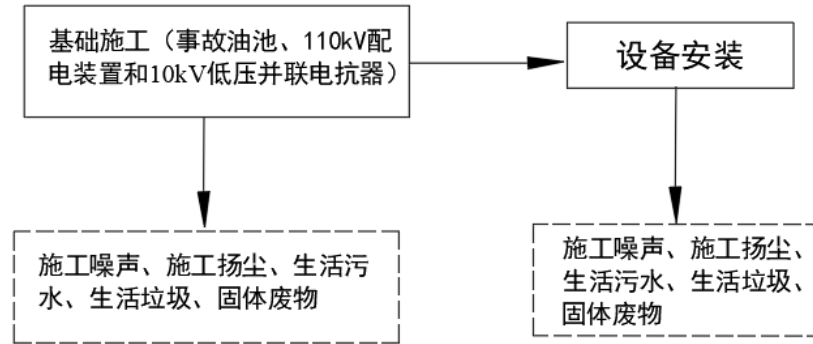 基础施工（事故油池、110kV配
电装置和10kV低压并联电抗器）
设备安装
施工噪声、施工扬尘、生活污
水、生活垃圾、固体废物
施工噪声、施工扬尘、
生活污水、生活垃圾、
固体废物